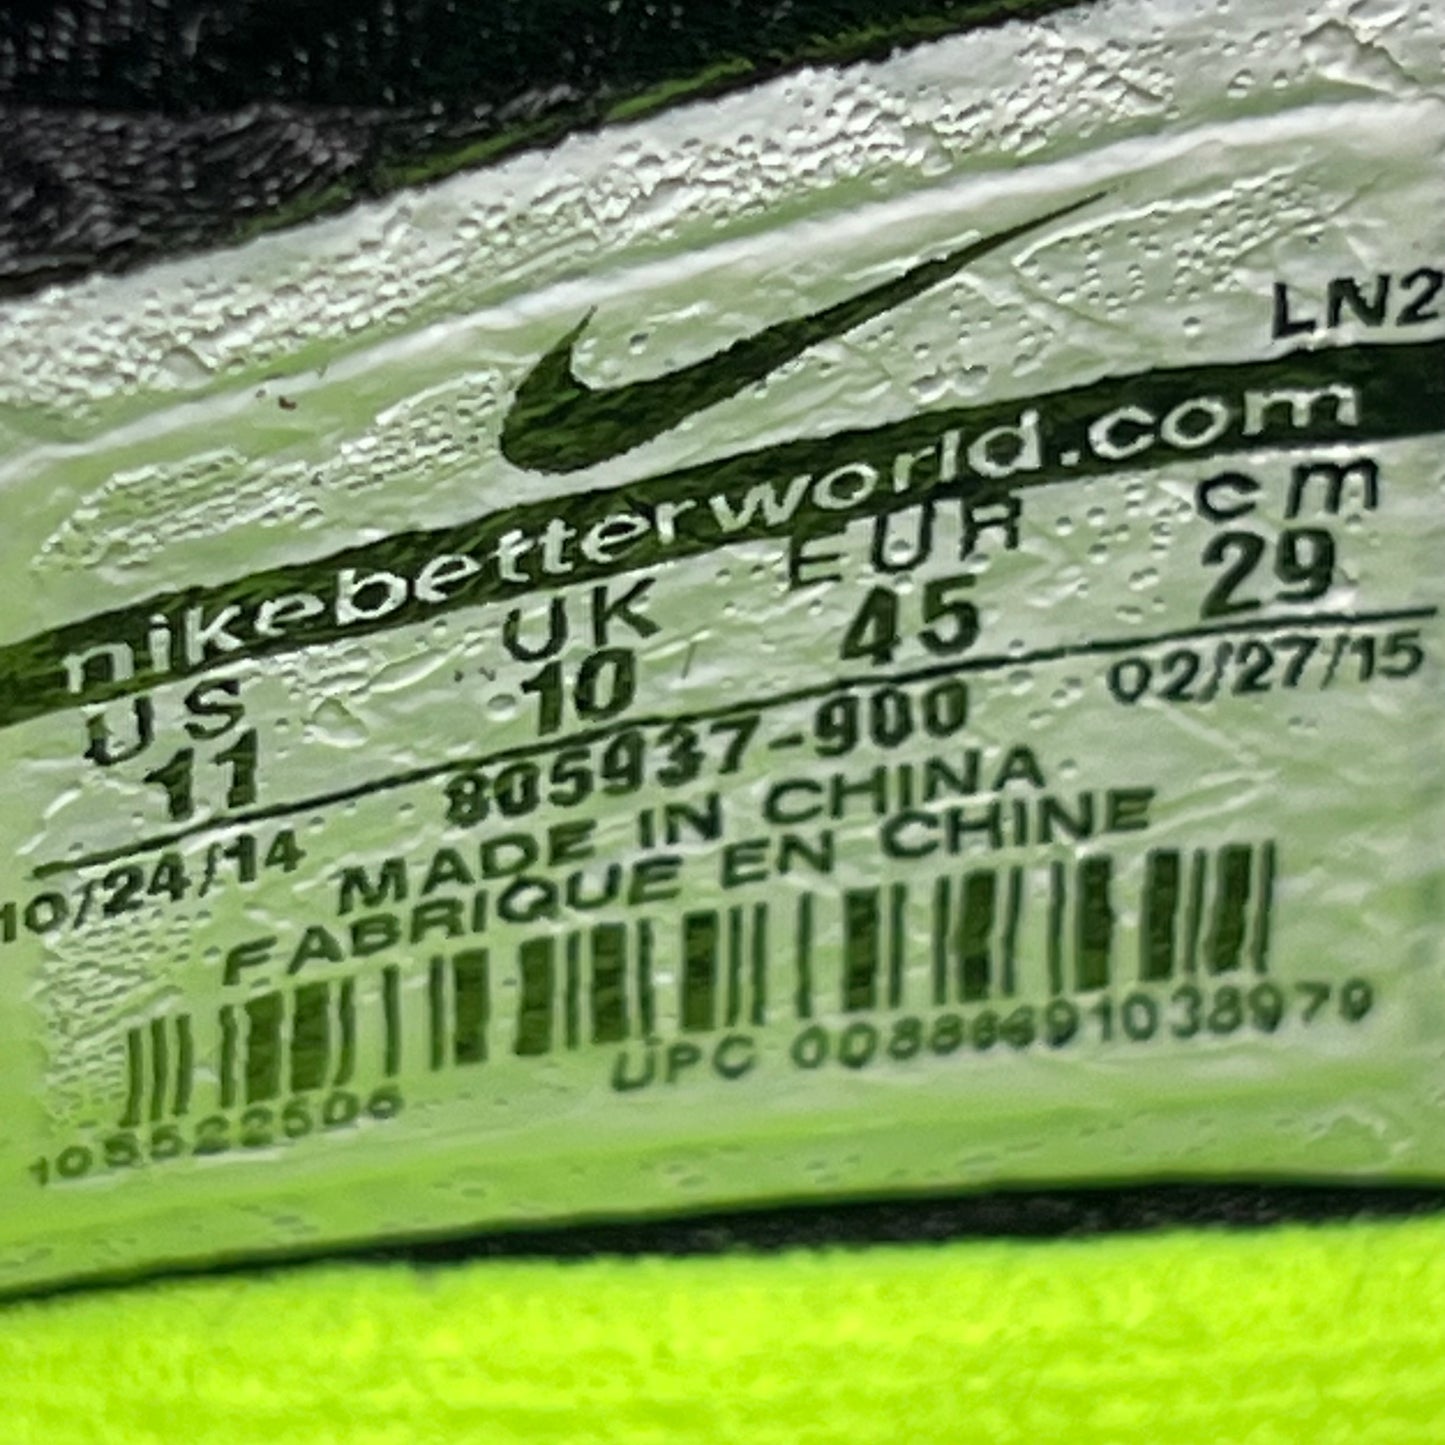 LN2
nikebetterworld.com
US UK EUR cm
11 10 45 29
10/24/14 805937-900 02/27/15
MADE IN CHINA
FABRIQUE EN CHINE
UPC 00886691038979
105522506